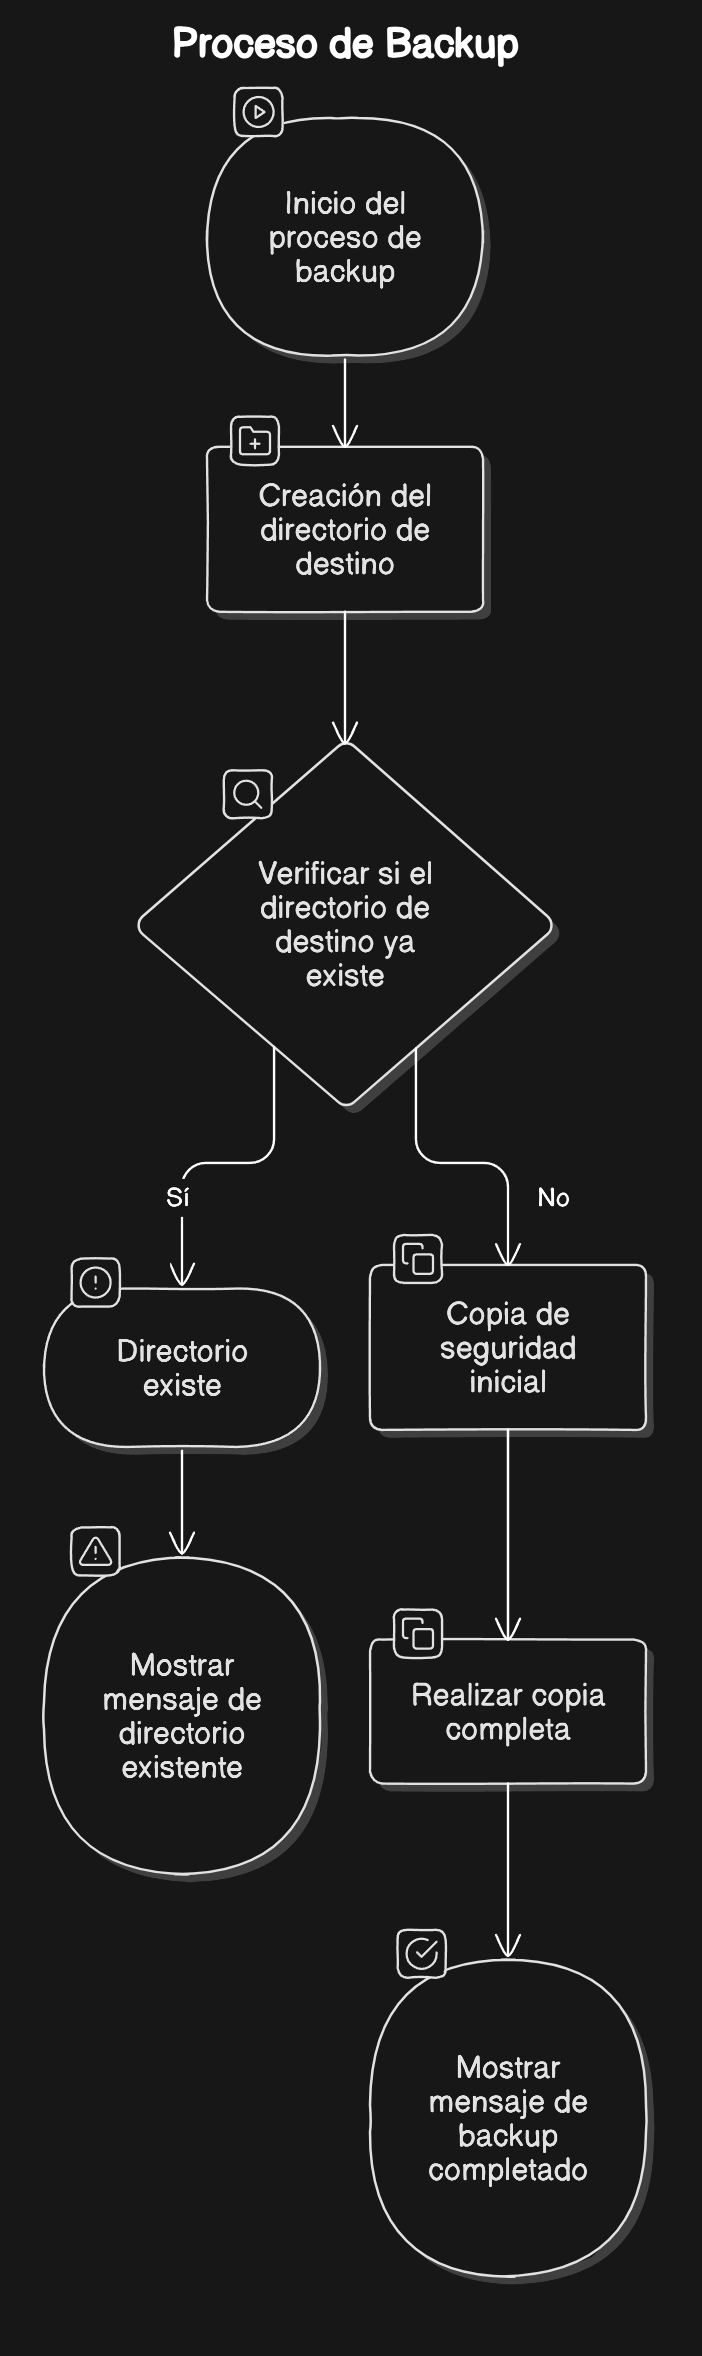 Proceso de Backup
Inicio del
proceso de
backup
Creación del
directorio de
destino
Verificar si el
directorio de
destino ya
existe
Sí
No
Directorio
existe
Copia de
seguridad
inicial
Mostrar
mensaje de
directorio
existente
Realizar copia
completa
Mostrar
mensaje de
backup
completado